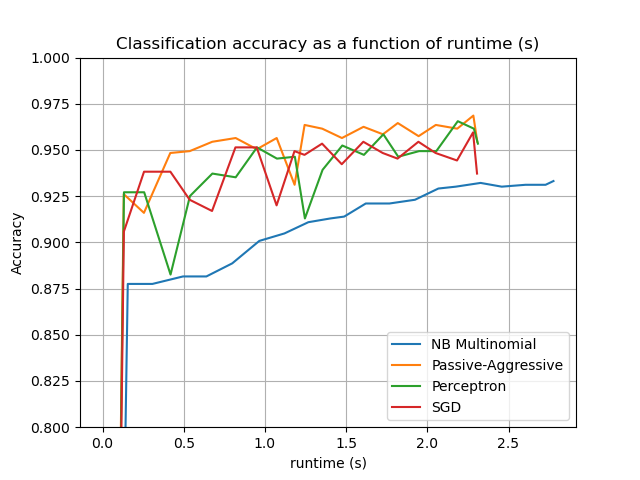 Classification accuracy as a function of runtime (s)
1.000
0.975
0.950
0.925
0.900
0.875
0.850
0.825
0.800
Accuracy
NB Multinomial
Passive-Aggressive
Perceptron
SGD
0.0 0.5 1.0 1.5 2.0 2.5
runtime (s)